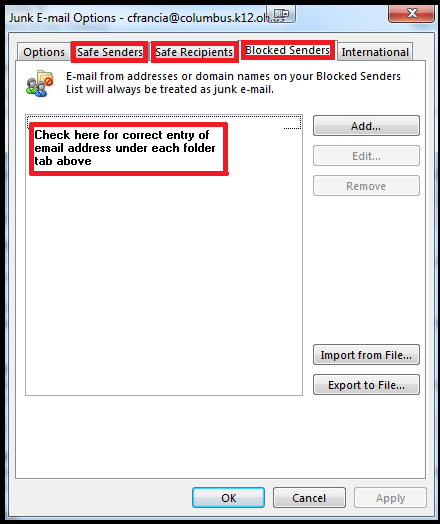 Junk E-mail Options - cfrancia@columbus.k12.oh.us
Options Safe Senders Safe Recipients Blocked Senders International
E-mail from addresses or domain names on your Blocked Senders
List will always be treated as junk e-mail.
Add...
Check here for correct entry of
email address under each folder
tab above
Edit...
Remove
Import from File...
Export to File...
OK Cancel Apply